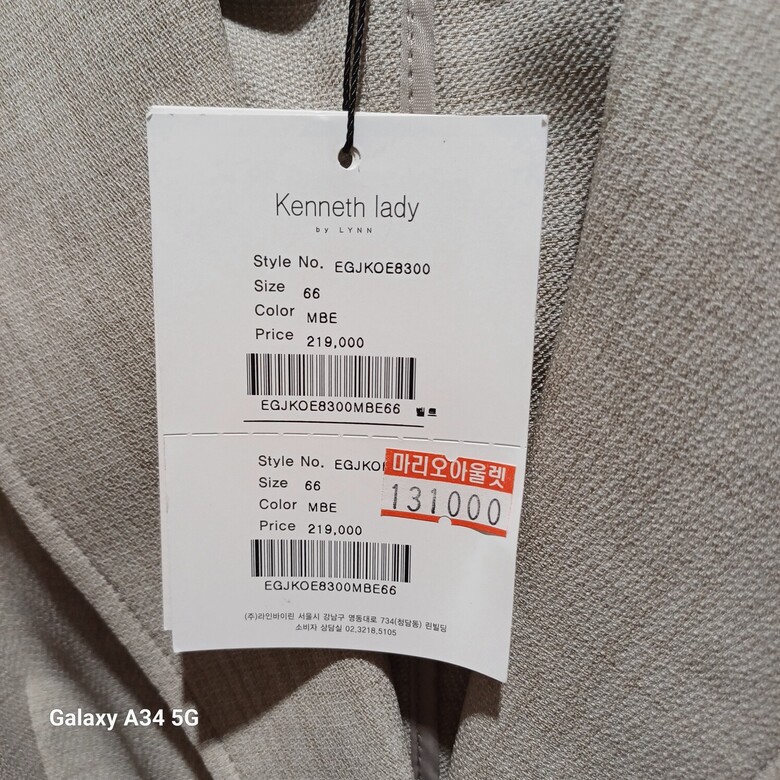 Kenneth lady
by LYNN
Style No. EGJKOE8300
Size 66
Color MBE
Price 219,000
EGJKOE8300MBE66 벨트
Style No. EGJKO
Size 66
Color MBE
Price 219,000
마리오아울렛
131000
EGJKOE8300MBE66
(주)라인바이린 서울시 강남구 영동대로 734(청담동) 린빌딩
소비자 상담실 02.3218.5105
Galaxy A34 5G